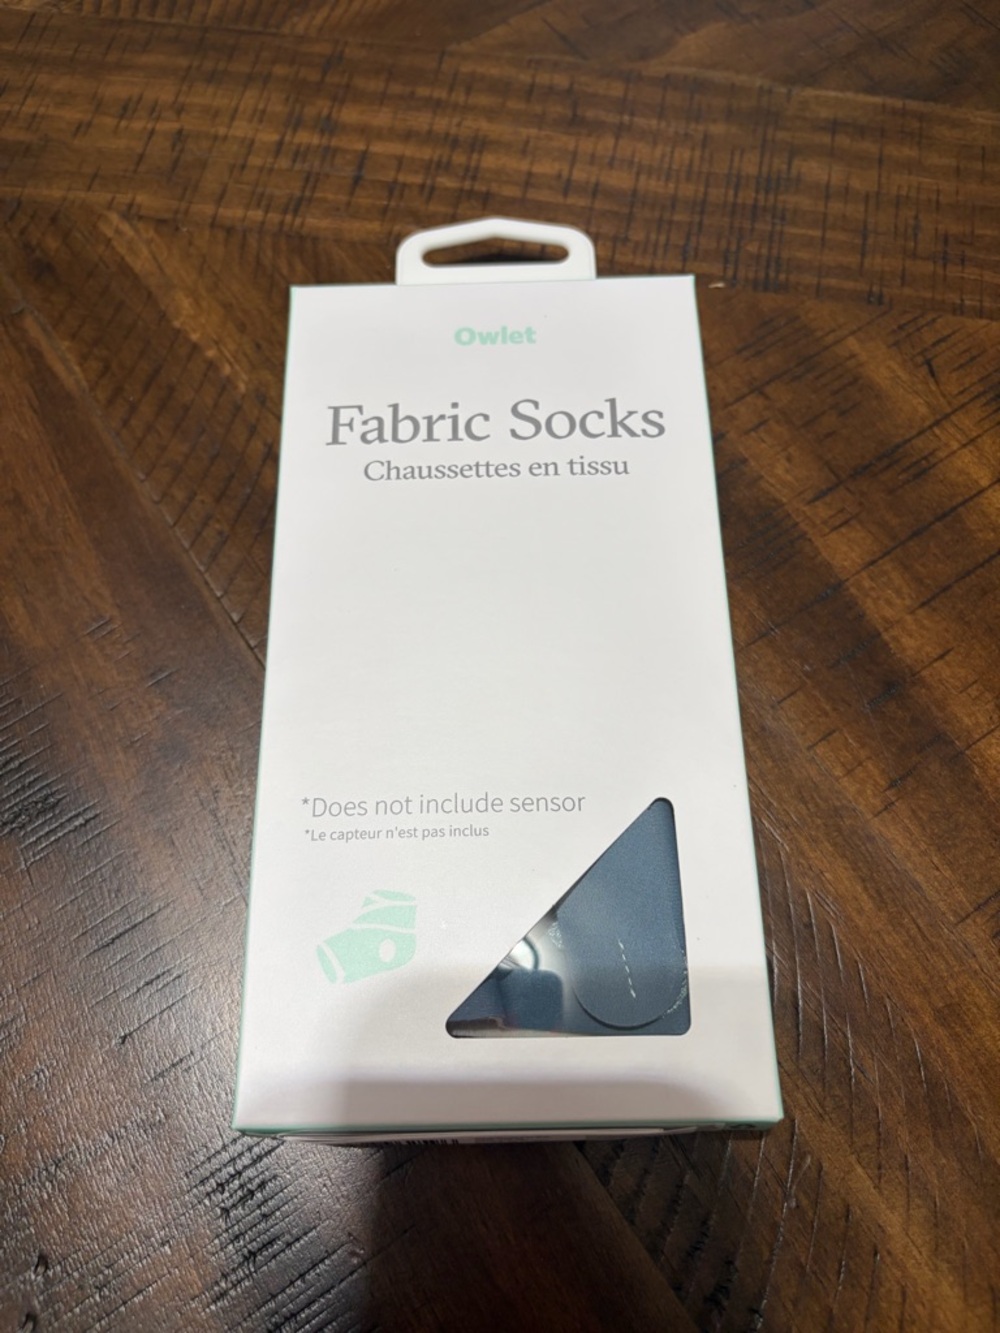 Owlet
Fabric Socks
Chaussettes en tissu
*Does not include sensor
*Le capteur n'est pas inclus